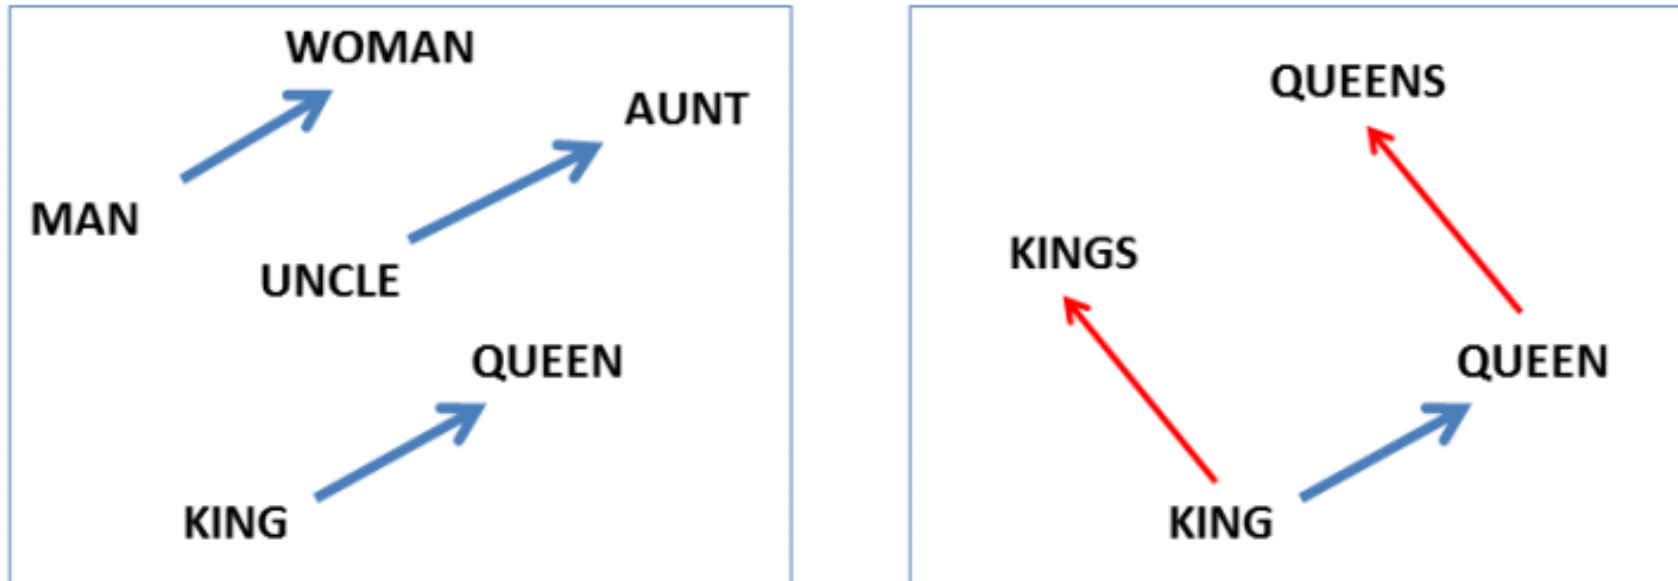 WOMAN
AUNT
MAN
UNCLE
QUEEN
KING
QUEENS
KINGS
QUEEN
KING